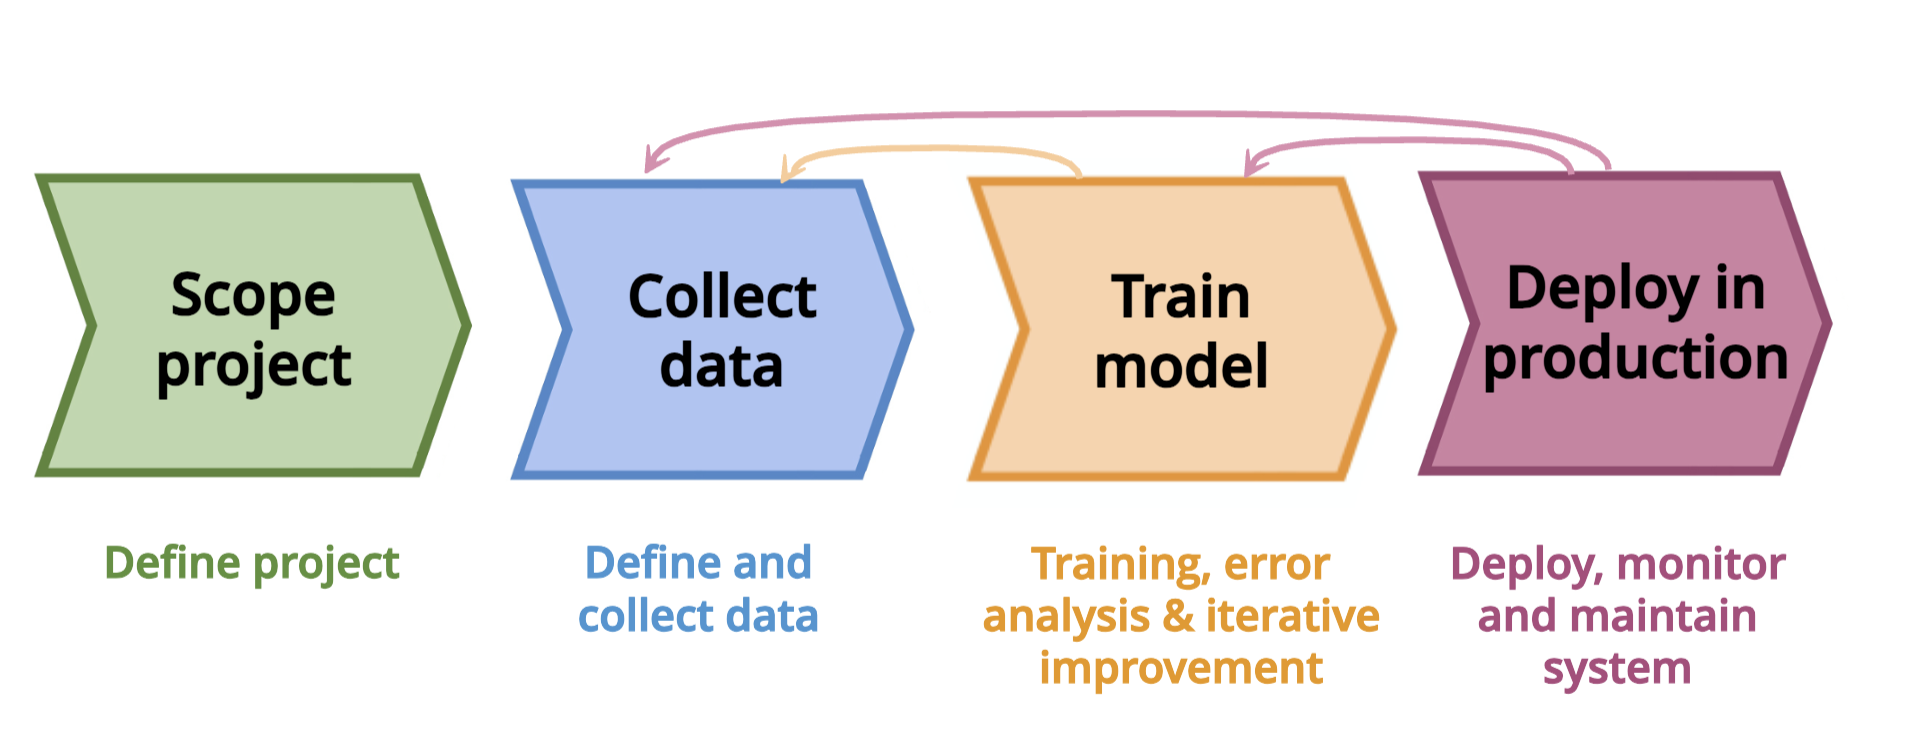 Scope
project
Collect
data
Train
model
Deploy in
production
Define project
Define and
collect data
Training, error
analysis & iterative
improvement
Deploy, monitor
and maintain
system